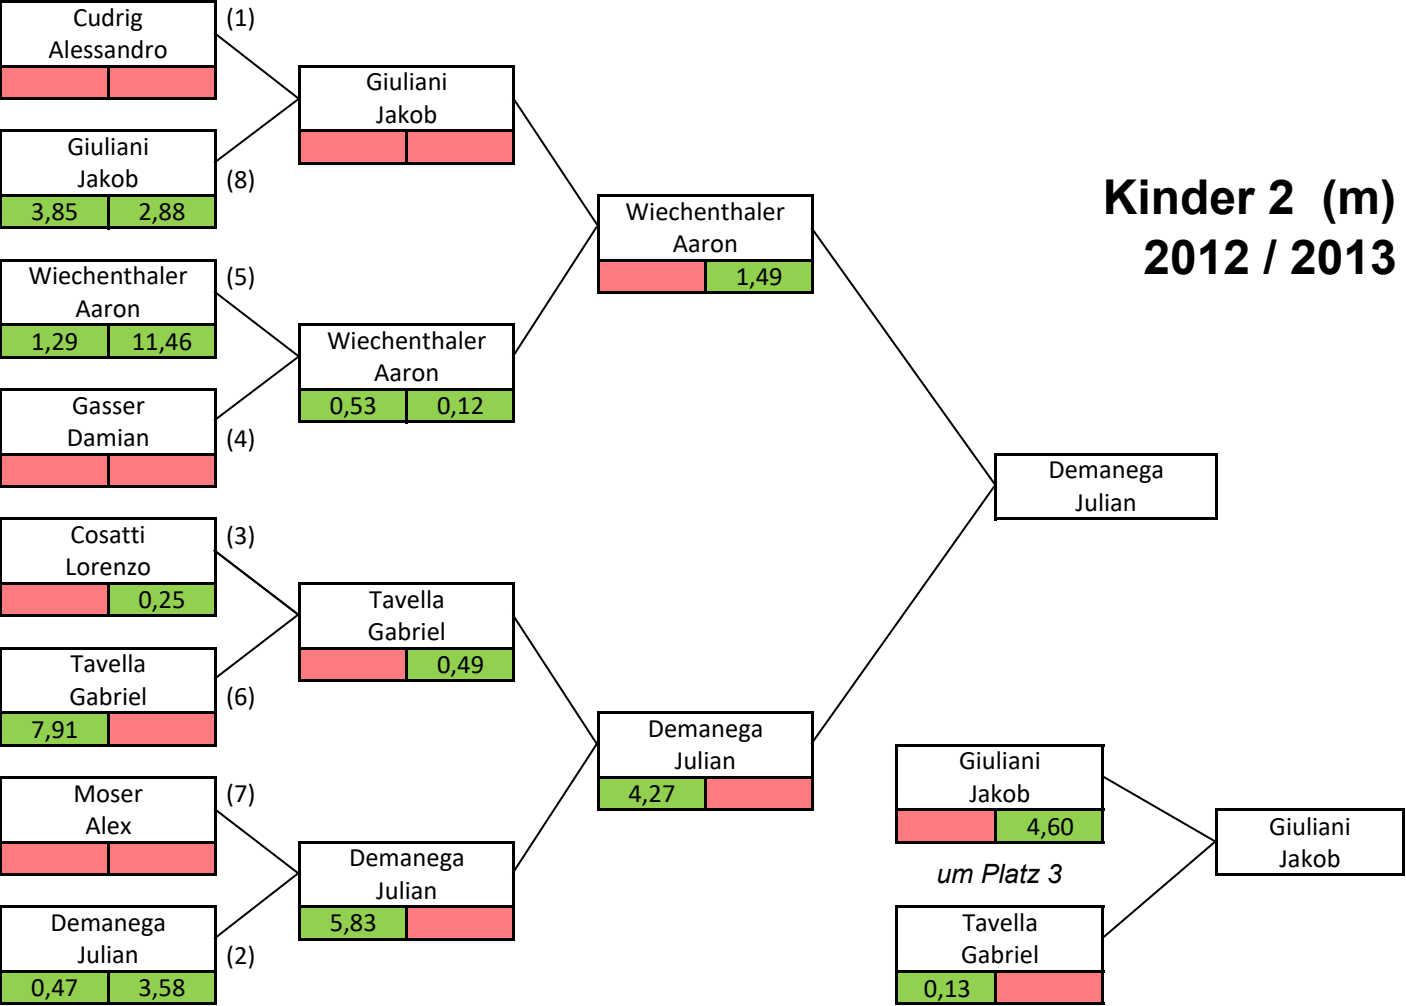 Cudrig
Alessandro
(1)
Giuliani
Jakob
3,85 2,88
(8)
Wiechenthaler
Aaron
1,29 11,46
(5)
Gasser
Damian
(4)
Cosatti
Lorenzo
0,25
(3)
Tavella
Gabriel
7,91
(6)
Moser
Alex
(7)
Demanega
Julian
0,47 3,58
(2)
Giuliani
Jakob
Wiechenthaler
Aaron
0,53 0,12
Tavella
Gabriel
0,49
Demanega
Julian
5,83
Wiechenthaler
Aaron
1,49
Demanega
Julian
4,27
Demanega
Julian
Kinder 2 (m)
2012 / 2013
Giuliani
Jakob
4,60
um Platz 3
Tavella
Gabriel
0,13
Giuliani
Jakob